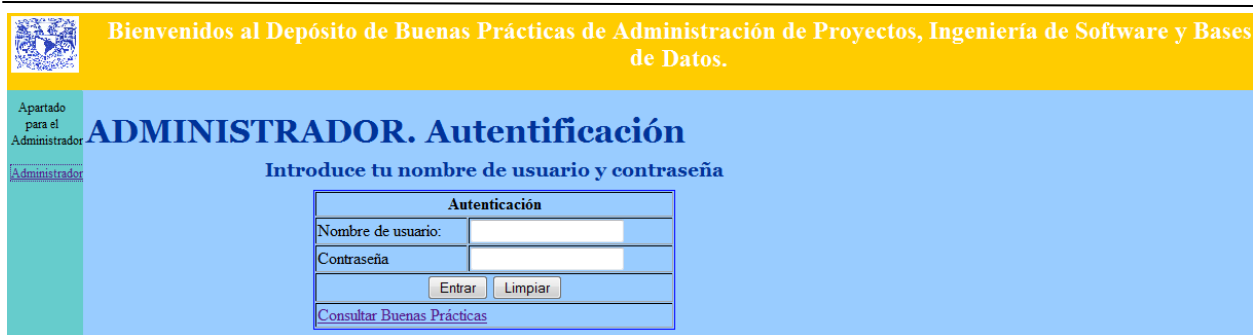 Bienvenidos al Depósito de Buenas Prácticas de Administración de Proyectos, Ingeniería de Software y Bases
de Datos.
Apartado
para el
Administrador
Administrador
ADMINISTRADOR. Autentificación
Introduce tu nombre de usuario y contraseña
Autenticación
Nombre de usuario:
Contraseña
Entrar Limpiar
Consultar Buenas Prácticas